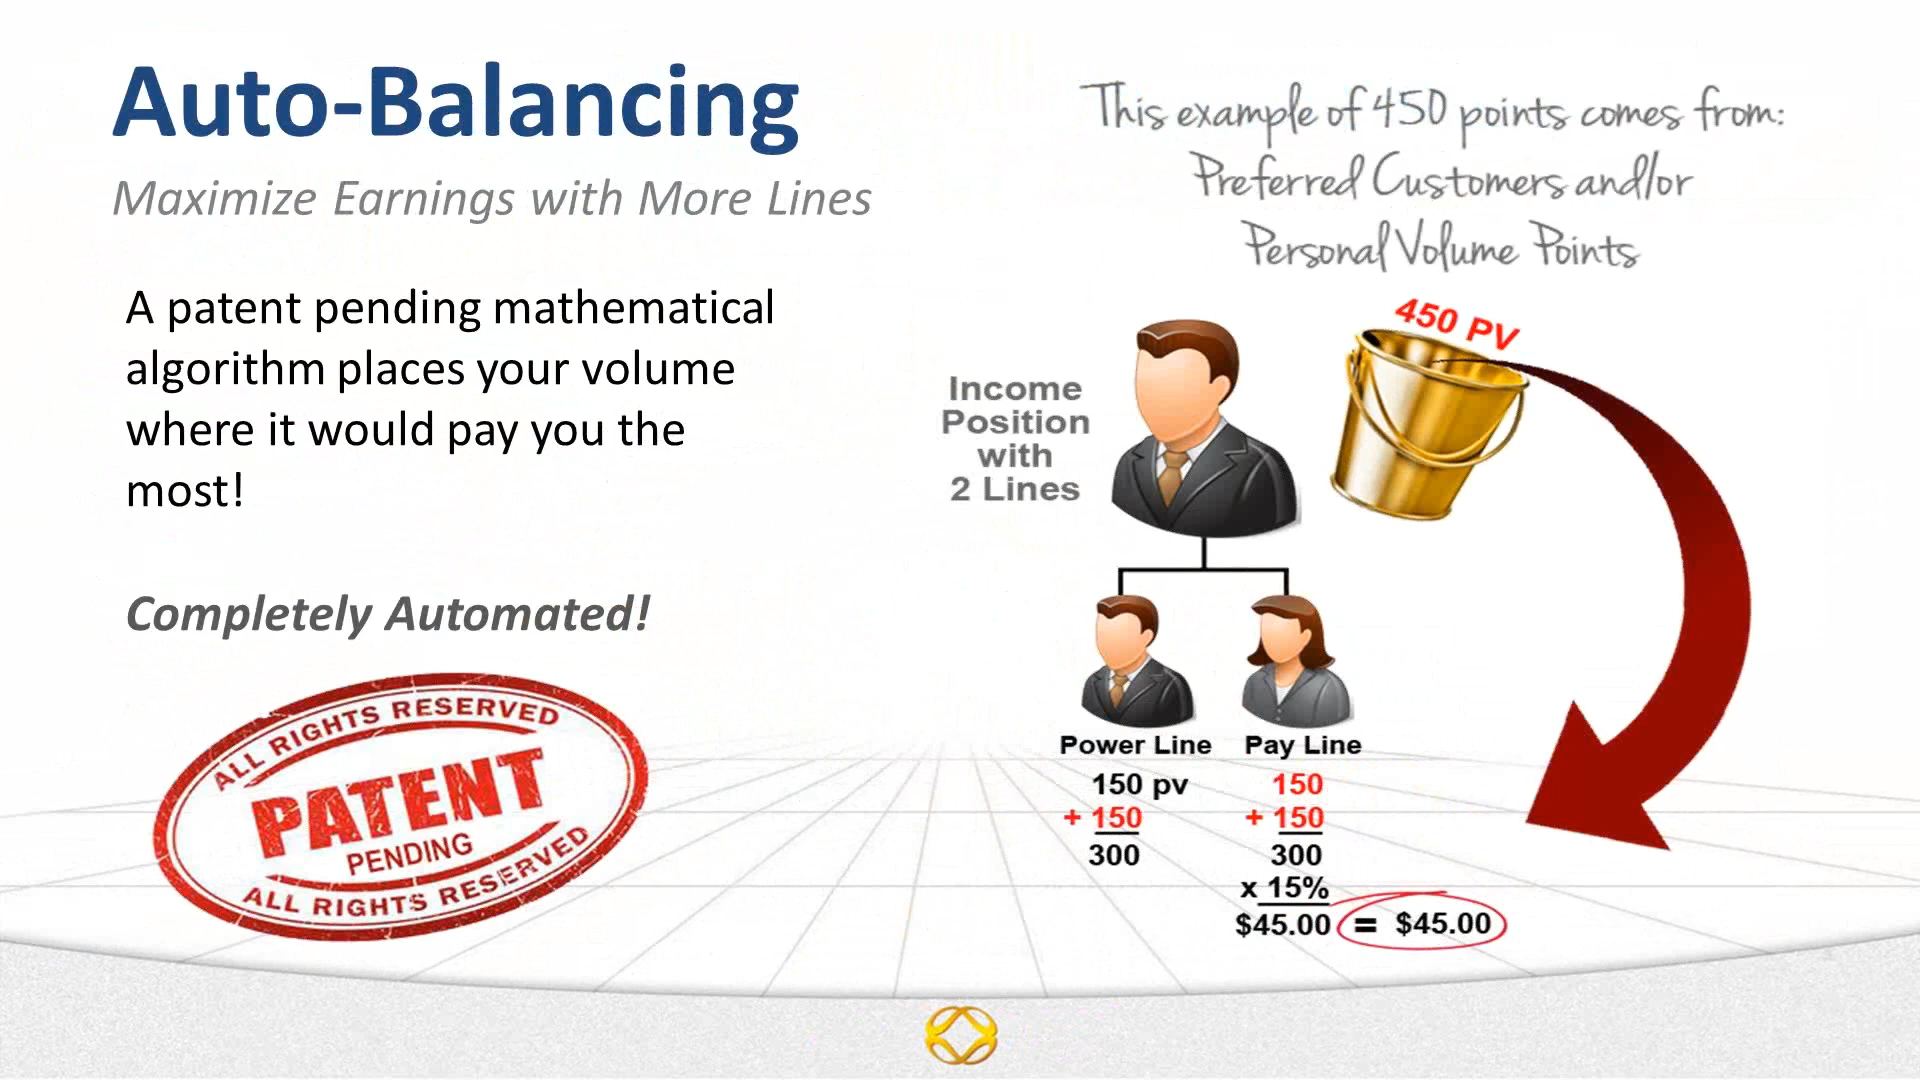 Auto-Balancing
Maximize Earnings with More Lines
A patent pending mathematical
algorithm places your volume
where it would pay you the
most!
Completely Automated!
ALL RIGHTS RESERVED
PATENT
PENDING
ALL RIGHTS RESERVED
This example of 450 points comes from:
Preferred Customers and/or
Personal Volume Points
450 PV
Income
Position
with
2 Lines
Power Line
150 pv
+ 150
300
Pay Line
150
+ 150
300
x 15%
$45.00 = $45.00